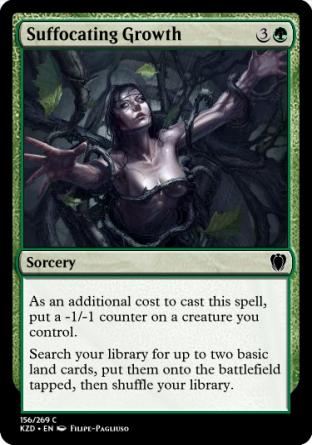 Suffocating Growth 3
Sorcery
As an additional cost to cast this spell,
put a -1/-1 counter on a creature you
control.
Search your library for up to two basic
land cards, put them onto the battlefield
tapped, then shuffle your library.
156/269 C
KZD • EN Filipe-Pagliuso